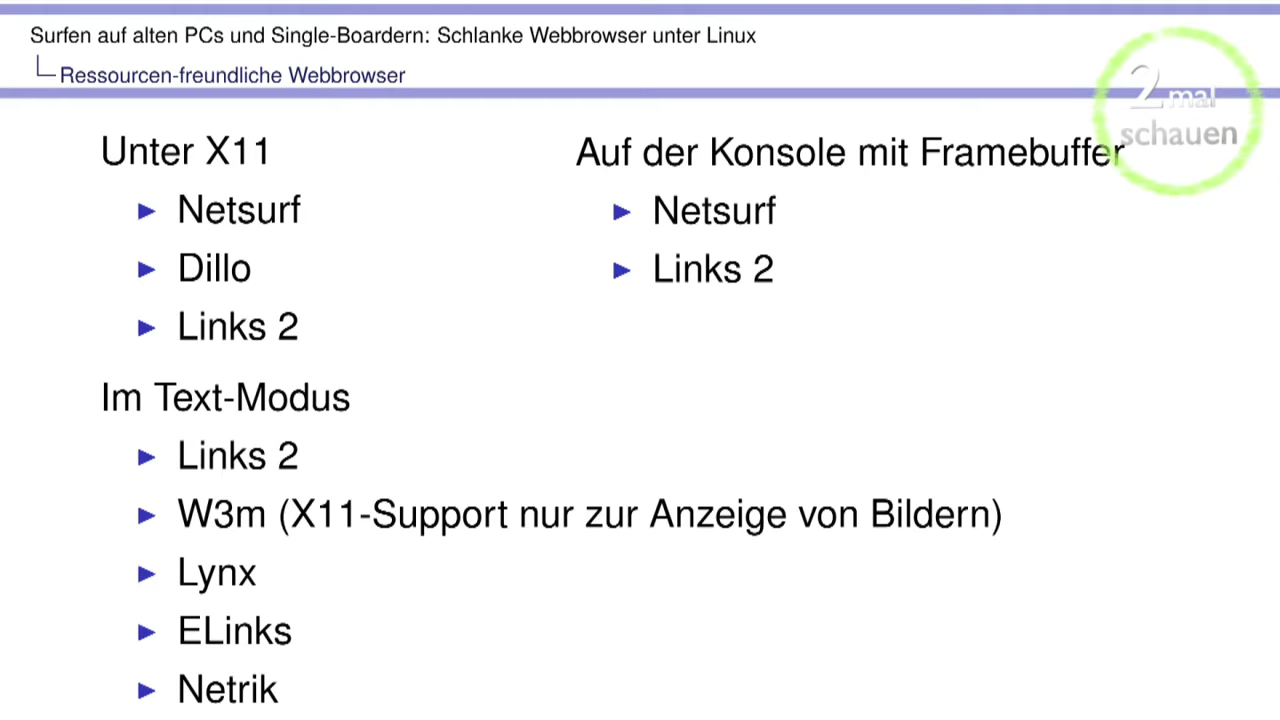 Surfen auf alten PCs und Single-Boardern: Schlanke Webbrowser unter Linux
Ressourcen-freundliche Webbrowser
2 mal
schauen
Unter X11
Netsurf
Dillo
Links 2
Auf der Konsole mit Framebuffer
Netsurf
Links 2
Im Text-Modus
Links 2
W3m (X11-Support nur zur Anzeige von Bildern)
Lynx
ELinks
Netrik